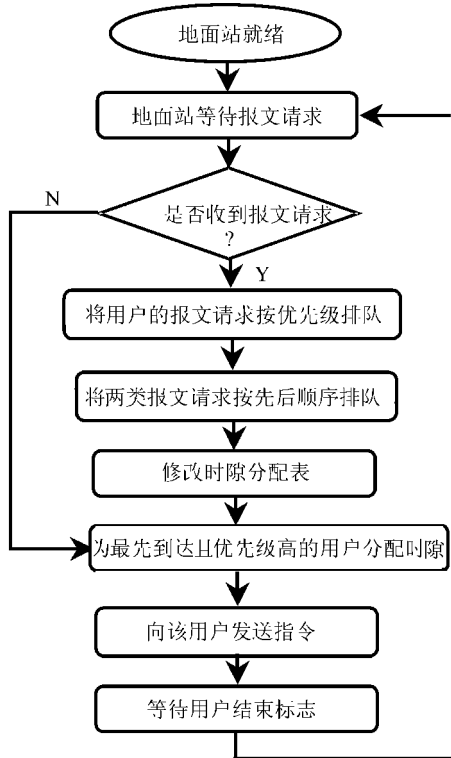 地面站就绪
地面站等待报文请求
N
是否收到报文请求
?
Y
将用户的报文请求按优先级排队
将两类报文请求按先后顺序排队
修改时隙分配表
为最先到达且优先级高的用户分配时隙
向该用户发送指令
等待用户结束标志